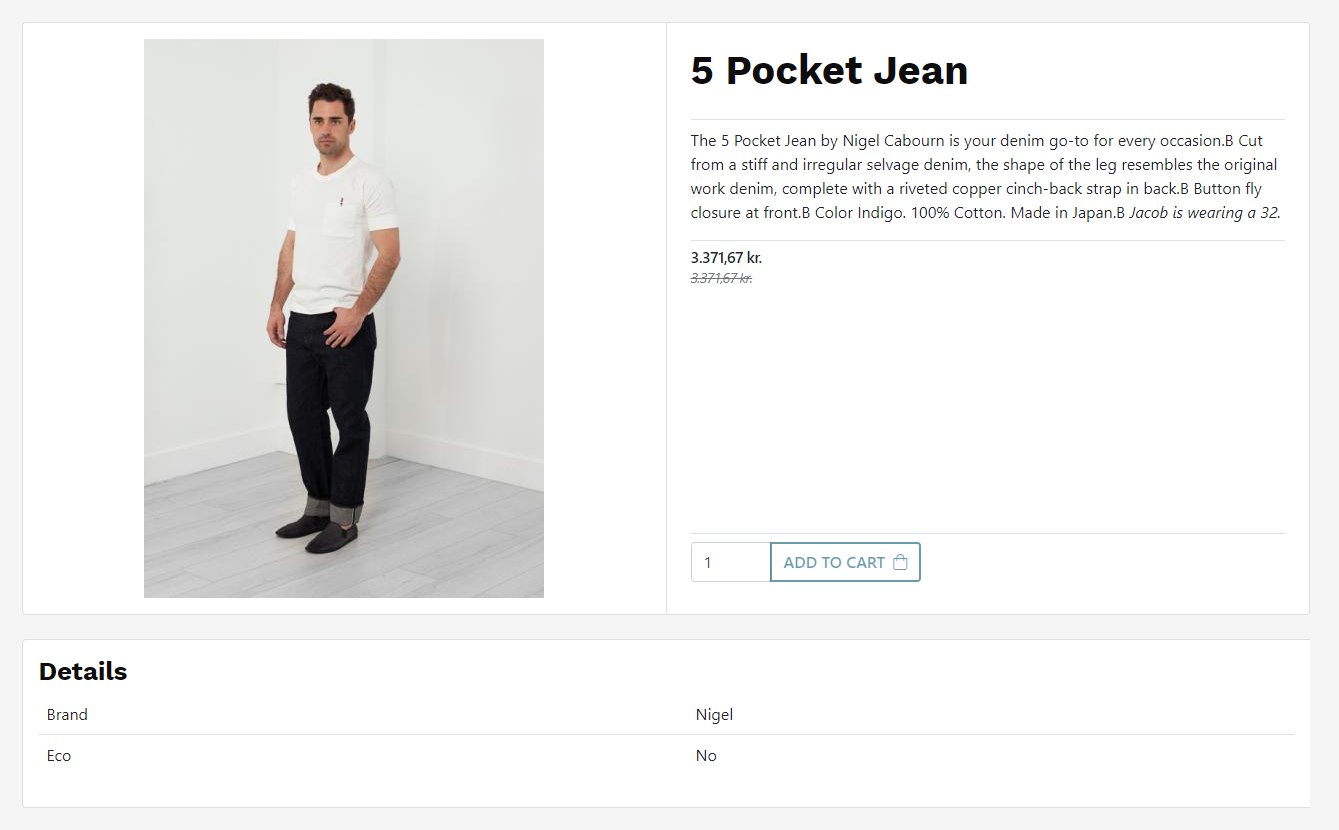 5 Pocket Jean
The 5 Pocket Jean by Nigel Cabourn is your denim go-to for every occasion.B Cut
from a stiff and irregular selvage denim, the shape of the leg resembles the original
work denim, complete with a riveted copper cinch-back strap in back.B Button fly
closure at front.B Color Indigo. 100% Cotton. Made in Japan.B Jacob is wearing a 32.
3.371,67 kr.
3.371,67 kr.
1 ADD TO CART
Details
Brand Nigel
Eco No